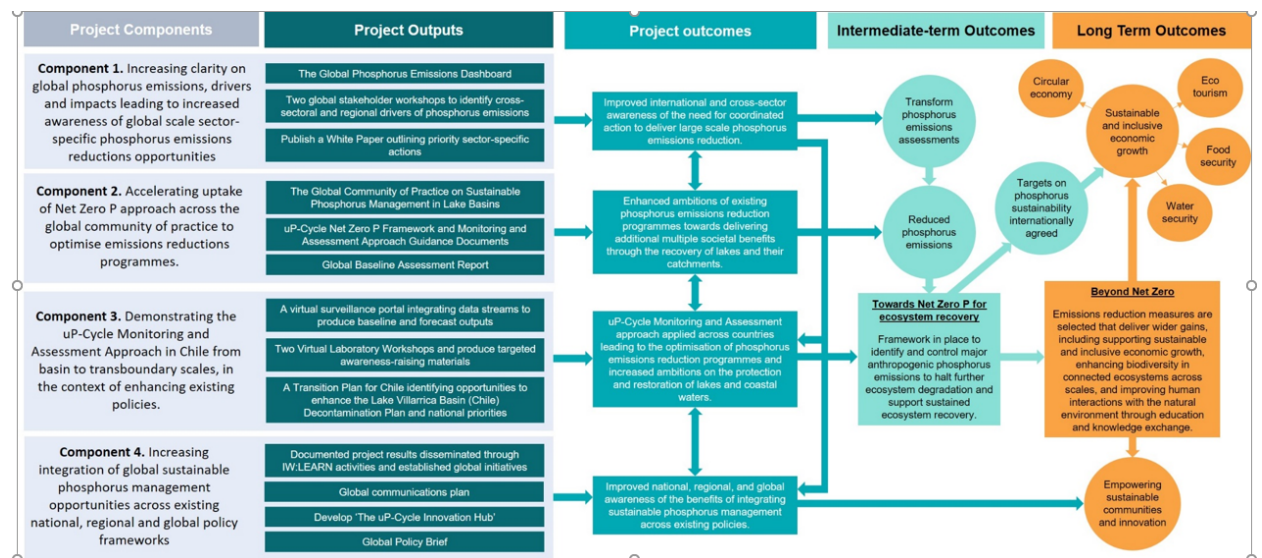 Project Components
Project Outputs
Project outcomes
Intermediate-term Outcomes
Long Term Outcomes
Component 1. Increasing clarity on
global phosphorus emissions, drivers
and impacts leading to increased
awareness of global scale sector-
specific phosphorus emissions
reductions opportunities
The Global Phosphorus Emissions Dashboard
Two global stakeholder workshops to identify cross-
sectoral and regional drivers of phosphorus emissions
Publish a White Paper outlining priority sector-specific
actions
Component 2. Accelerating uptake
of Net Zero P approach across the
global community of practice to
optimise emissions reductions
programmes.
The Global Community of Practice on Sustainable
Phosphorus Management in Lake Basins
uP-Cycle Net Zero P Framework and Monitoring and
Assessment Approach Guidance Documents
Global Baseline Assessment Report
Component 3. Demonstrating the
uP-Cycle Monitoring and
Assessment Approach in Chile from
basin to transboundary scales, in
the context of enhancing existing
policies.
A virtual surveillance portal integrating data streams to
produce baseline and forecast outputs
Two Virtual Laboratory Workshops and produce targeted
awareness-raising materials
A Transition Plan for Chile identifying opportunities to
enhance the Lake Villarrica Basin (Chile)
Decontamination Plan and national priorities
Component 4. Increasing
integration of global sustainable
phosphorus management
opportunities across existing
national, regional and global policy
frameworks
Documented project results disseminated through
IW:LEARN activities and established global initiatives
Global communications plan
Develop ‘The uP-Cycle Innovation Hub’
Global Policy Brief
Improved international and cross-sector
awareness of the need for coordinated
action to deliver large scale phosphorus
emissions reduction.
Enhanced ambitions of existing
phosphorus emissions reduction
programmes towards delivering
additional multiple societal benefits
through the recovery of lakes and their
catchments.
uP-Cycle Monitoring and Assessment
approach applied across countries
leading to the optimisation of phosphorus
emissions reduction programmes and
increased ambitions on the protection
and restoration of lakes and coastal
waters.
Improved national, regional, and global
awareness of the benefits of integrating
sustainable phosphorus management
across existing policies.
Transform
phosphorus
emissions
assessments
Reduced
phosphorus
emissions
Targets on
phosphorus
sustainability
internationally
agreed
Towards Net Zero P for
ecosystem recovery
Framework in place to
identify and control major
anthropogenic phosphorus
emissions to halt further
ecosystem degradation and
support sustained
ecosystem recovery.
Circular
economy
Eco
tourism
Sustainable
and inclusive
economic
growth
Food
security
Water
security
Beyond Net Zero
Emissions reduction measures are
selected that deliver wider gains,
including supporting sustainable
and inclusive economic growth,
enhancing biodiversity in
connected ecosystems across
scales, and improving human
interactions with the natural
environment through education
and knowledge exchange.
Empowering
sustainable
communities
and innovation